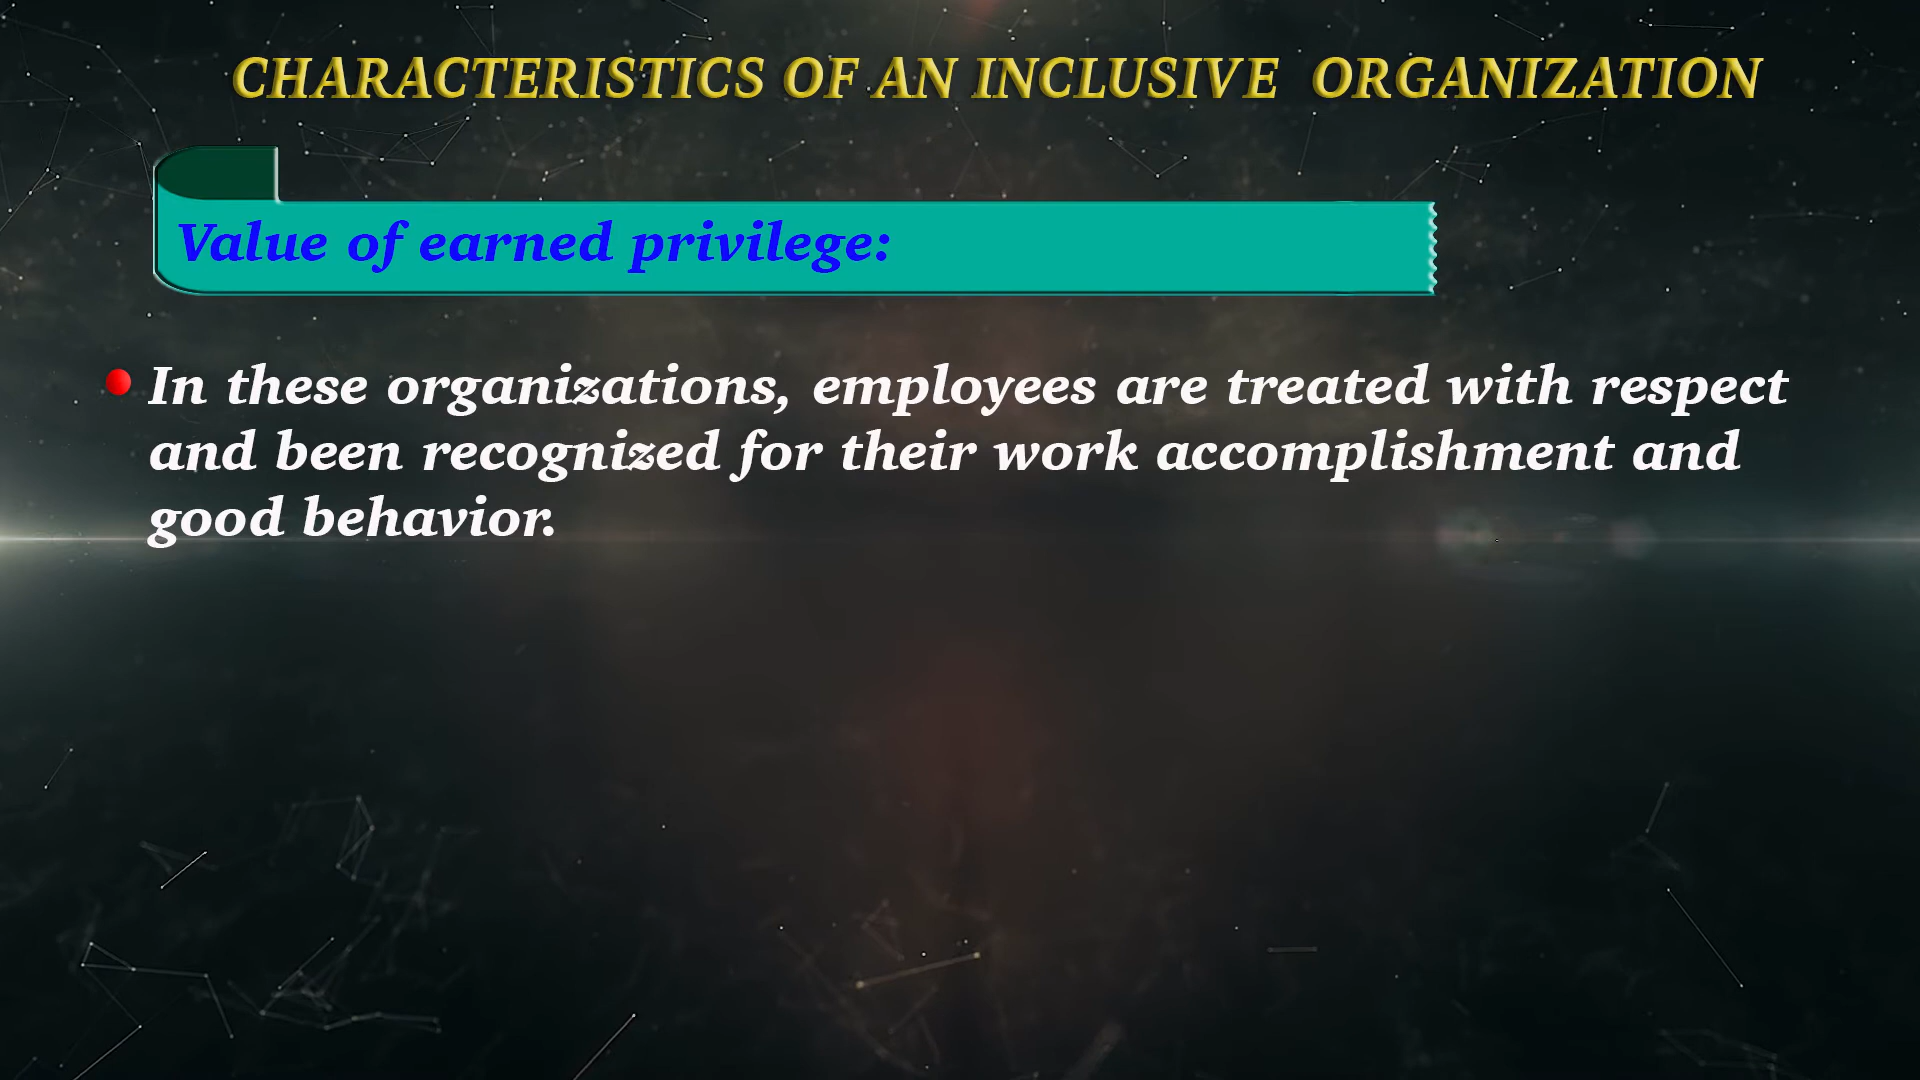 CHARACTERISTICS OF AN INCLUSIVE ORGANIZATION
Value of earned privilege:
In these organizations, employees are treated with respect
and been recognized for their work accomplishment and
good behavior.